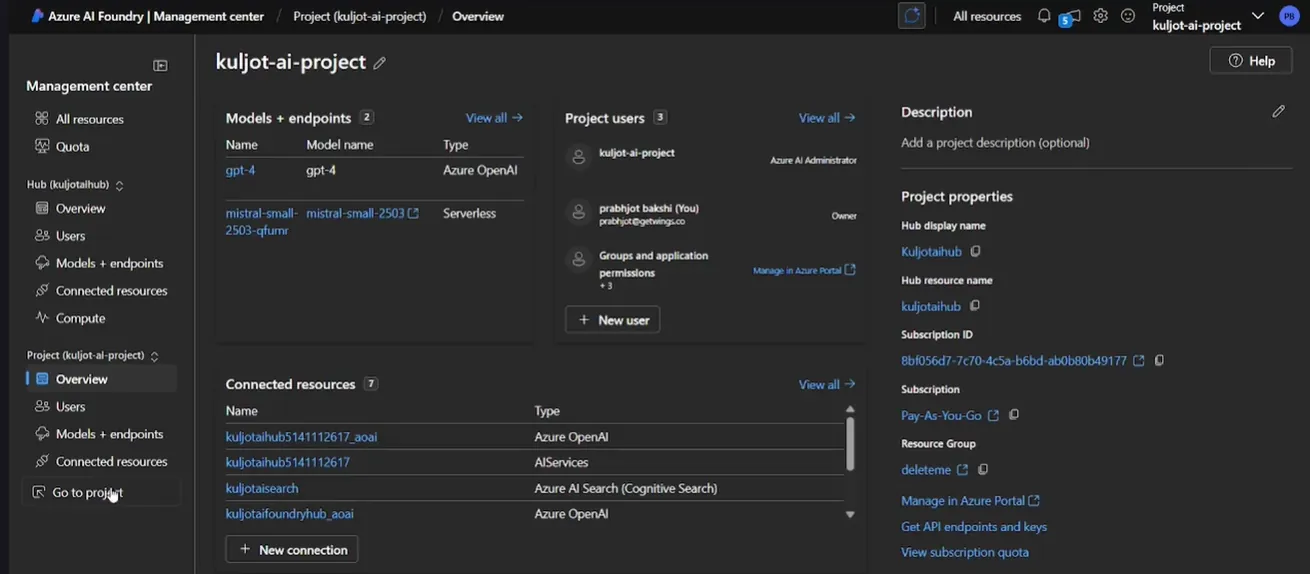 Azure AI Foundry | Management center / Project (kuljot-ai-project) / Overview
All resources
5
Project
kuljot-ai-project
PB
Management center
All resources
Quota
Hub (kuljotaihub)
Overview
Users
Models + endpoints
Connected resources
Compute
Project (kuljot-ai-project)
Overview
Users
Models + endpoints
Connected resources
Go to project
kuljot-ai-project
Help
Models + endpoints 2 View all →
Name Model name Type
gpt-4 gpt-4 Azure OpenAI
mistral-small-2503-qfumr mistral-small-2503 Serverless
Project users 3 View all →
kuljot-ai-project Azure AI Administrator
prabhjot bakshi (You) Owner
prabhjot@getwings.co
Groups and application
permissions Manage in Azure Portal
+ 3
+ New user
Connected resources 7 View all →
Name Type
kuljotaihub5141112617_aoai Azure OpenAI
kuljotaihub5141112617 AIServices
kuljotaisearch Azure AI Search (Cognitive Search)
kuljotaifoundryhub_aoai Azure OpenAI
+ New connection
Description
Add a project description (optional)
Project properties
Hub display name
Kuljotaihub
Hub resource name
kuljotaihub
Subscription ID
8bf056d7-7c70-4c5a-b6bd-ab0b80b49177
Subscription
Pay-As-You-Go
Resource Group
deleteme
Manage in Azure Portal
Get API endpoints and keys
View subscription quota